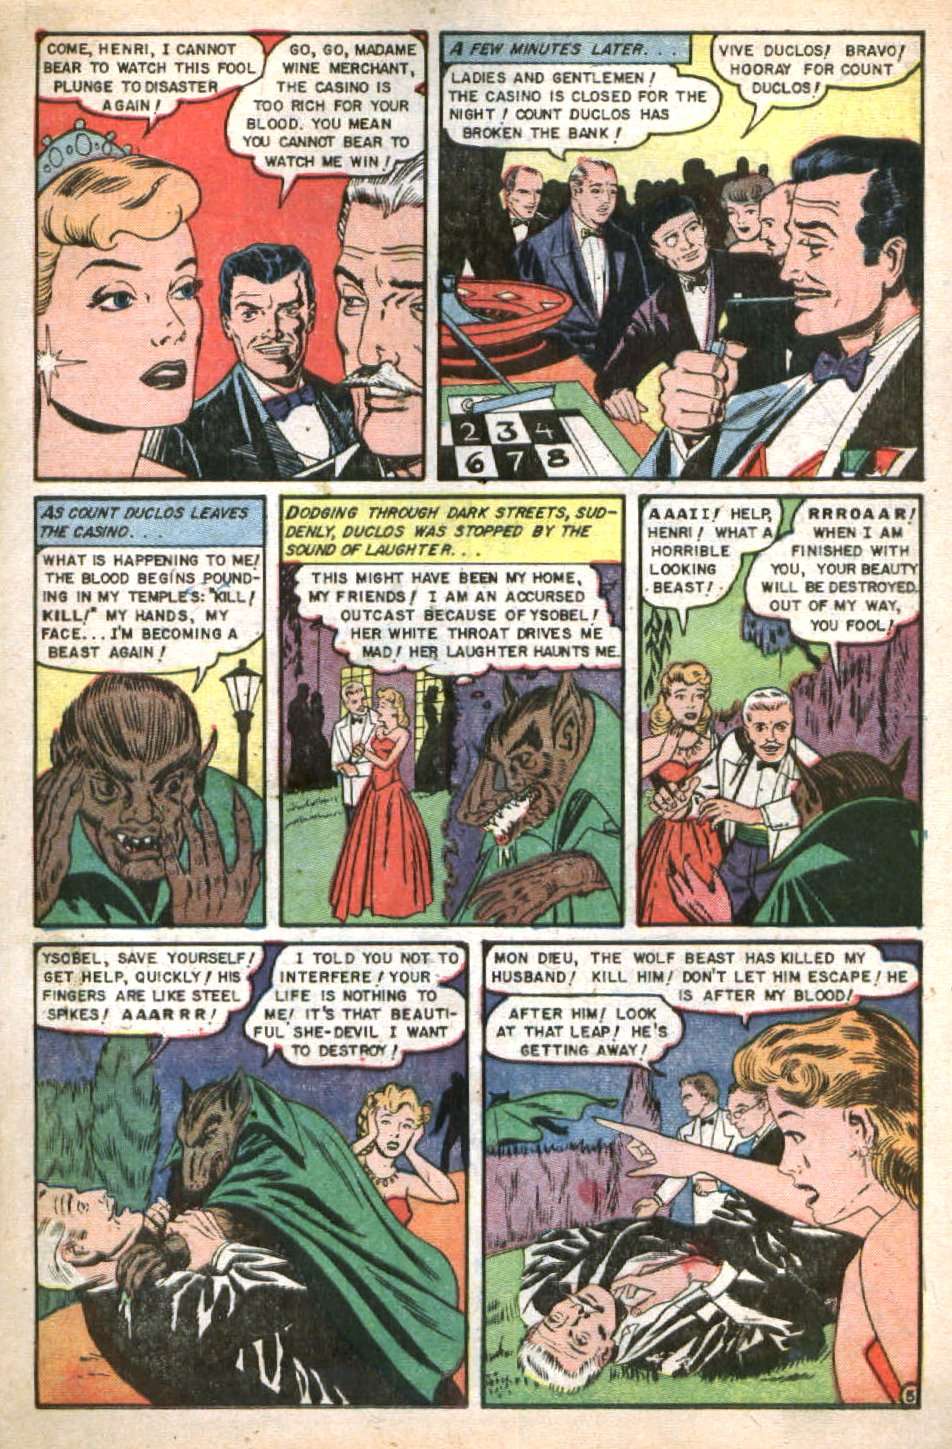 COME, HENRI, I CANNOT
BEAR TO WATCH THIS FOOL
PLUNGE TO DISASTER
AGAIN!
GO, GO, MADAME
WINE MERCHANT,
THE CASINO IS
TOO RICH FOR YOUR
BLOOD. YOU MEAN
YOU CANNOT BEAR TO
WATCH ME WIN!
A FEW MINUTES LATER. . .
LADIES AND GENTLEMEN!
THE CASINO IS CLOSED FOR THE
NIGHT! COUNT DUCLOS HAS
BROKEN THE BANK!
VIVE DUCLOS! BRAVO!
HOORAY FOR COUNT
DUCLOS!
2 3 4
6 7 8
AS COUNT DUCLOS LEAVES
THE CASINO. . .
WHAT IS HAPPENING TO ME!
THE BLOOD BEGINS POUND-
ING IN MY TEMPLES: "KILL!
KILL!" MY HANDS, MY
FACE... I'M BECOMING A
BEAST AGAIN!
DODGING THROUGH DARK STREETS, SUD-
DENLY, DUCLOS WAS STOPPED BY THE
SOUND OF LAUGHTER. . .
THIS MIGHT HAVE BEEN MY HOME,
MY FRIENDS! I AM AN ACCURSED
OUTCAST BECAUSE OF YSOBEL!
HER WHITE THROAT DRIVES ME
MAD! HER LAUGHTER HAUNTS ME.
AAAII! HELP,
HENRI! WHAT A
HORRIBLE
LOOKING
BEAST!
RRROAAR!
WHEN I AM
FINISHED WITH
YOU, YOUR BEAUTY
WILL BE DESTROYED.
OUT OF MY WAY,
YOU FOOL!
YSOBEL, SAVE YOURSELF!
GET HELP, QUICKLY! HIS
FINGERS ARE LIKE STEEL
SPIKES! AAARRR!
I TOLD YOU NOT TO
INTERFERE! YOUR
LIFE IS NOTHING TO
ME! IT'S THAT BEAUTI-
FUL SHE-DEVIL I WANT
TO DESTROY!
MON DIEU, THE WOLF BEAST HAS KILLED MY
HUSBAND! KILL HIM! DON'T LET HIM ESCAPE! HE
IS AFTER MY BLOOD!
AFTER HIM! LOOK
AT THAT LEAP! HE'S
GETTING AWAY!
5